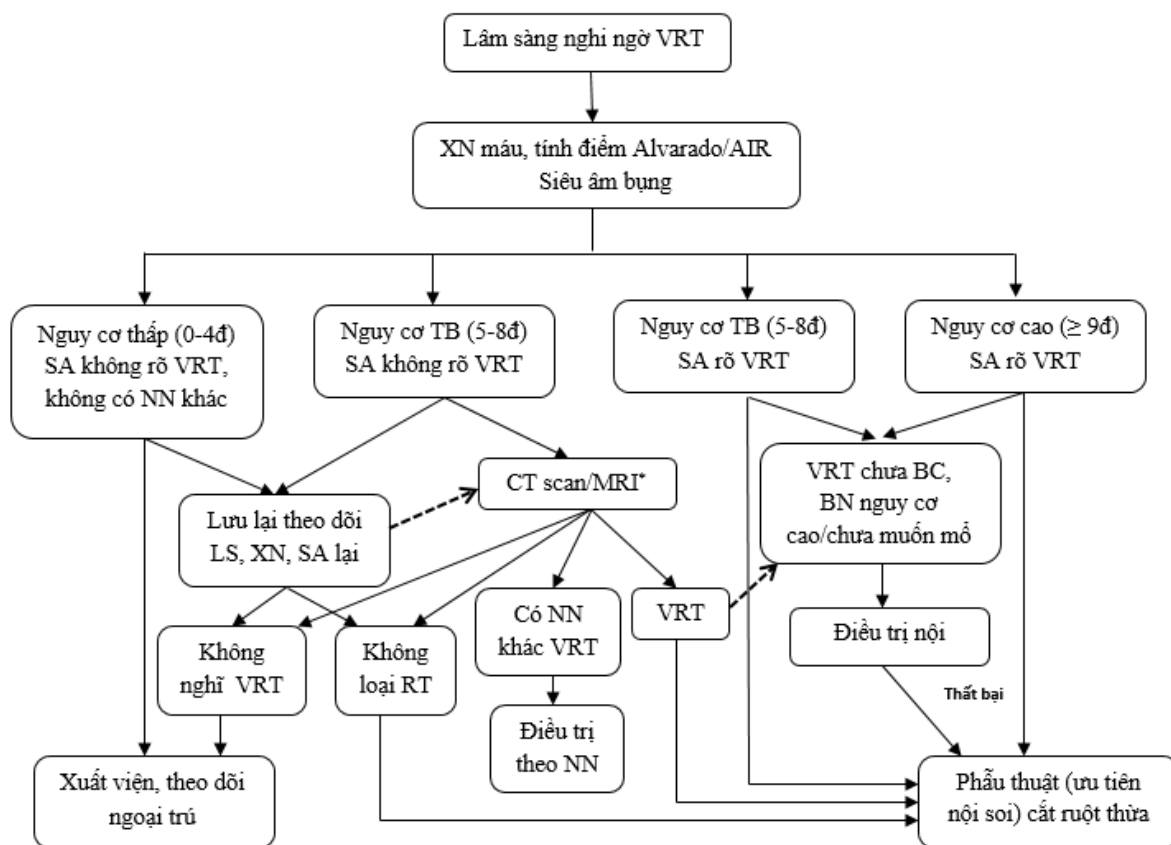 Lâm sàng nghi ngờ VRT
XN máu, tính điểm Alvarado/AIR
Siêu âm bụng
Nguy cơ thấp (0-4đ)
SA không rõ VRT,
không có NN khác
Nguy cơ TB (5-8đ)
SA không rõ VRT
Nguy cơ TB (5-8đ)
SA rõ VRT
Nguy cơ cao (≥ 9đ)
SA rõ VRT
Lưu lại theo dõi
LS, XN, SA lại
CT scan/MRI*
VRT chưa BC,
BN nguy cơ
cao/chưa muốn mổ
Không
nghĩ VRT
Không
loại RT
Có NN
khác VRT
VRT
Điều trị nội
Thất bại
Điều trị
theo NN
Xuất viện, theo dõi
ngoại trú
Phẫu thuật (ưu tiên
nội soi) cắt ruột thừa